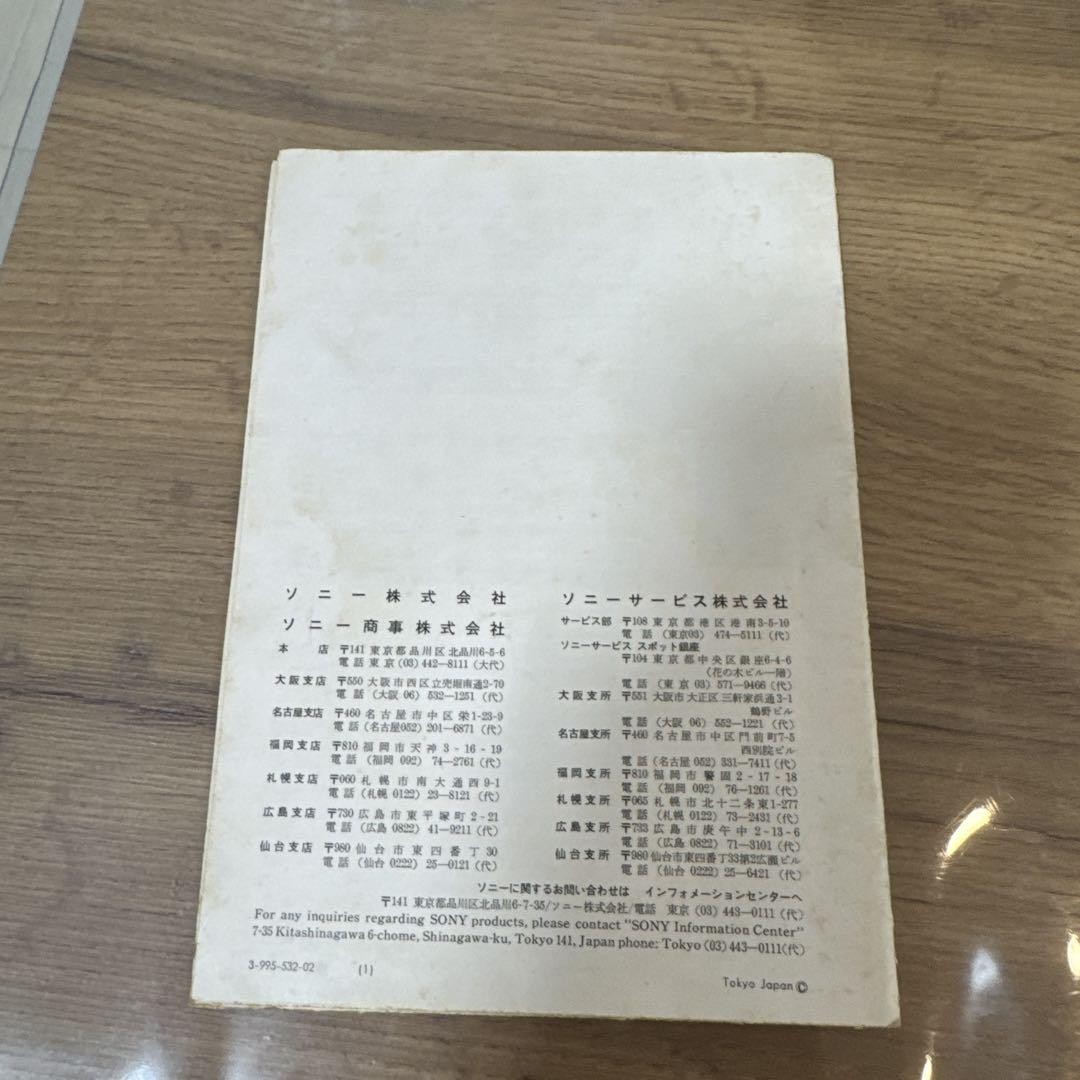 ソニー株式会社
ソニー商事株式会社
本店 〒141 東京都品川区北品川6-5-6
電話 東京(03)442-8111(大代)
大阪支店 〒550 大阪市西区立売堀南通2-70
電話(大阪06)532-1251(代)
名古屋支店 〒460 名古屋市中区栄1-23-9
電話(名古屋052)201-6871(代)
福岡支店 〒810 福岡市天神3-16-19
電話(福岡092)74-2761(代)
札幌支店 〒060 札幌市南大通西9-1
電話(札幌0122)23-8121(代)
広島支店 〒730 広島市東平塚町2-21
電話(広島0822)41-9211(代)
仙台支店 〒980 仙台市東四番丁30
電話(仙台0222)25-0121(代)
ソニーサービス株式会社
サービス部 〒108 東京都港区港南3-5-10
電話(東京03)474-5111(代)
ソニーサービス スポット銀座
〒104 東京都中央区銀座6-4-6
(花の木ビル一階)
電話(東京03)571-9466(代)
大阪支所 〒551 大阪市大正区三軒家浜通3-1
鶴野ビル
電話(大阪06)552-1221(代)
名古屋支所 〒460 名古屋市中区門前町7-5
西別院ビル
電話(名古屋052)331-7411(代)
福岡支所 〒810 福岡市警固2-17-18
電話(福岡092)76-1261(代)
札幌支所 〒065 札幌市北十二条東1-277
電話(札幌0122)73-2431(代)
広島支所 〒733 広島市庚午中2-13-6
電話(広島0822)71-3101(代)
仙台支所 〒980 仙台市東四番丁33第2広瀬ビル
電話(仙台0222)25-6421(代)
ソニーに関するお問い合わせは インフォメーションセンターへ
〒141 東京都品川区北品川6-7-35/ソニー株式会社/電話 東京(03)443-0111(代)
For any inquiries regarding SONY products, please contact "SONY Information Center"
7-35 Kitashinagawa 6-chome, Shinagawa-ku, Tokyo 141, Japan phone: Tokyo (03) 443-0111(代)
3-995-532-02 (1)
Tokyo Japan ©